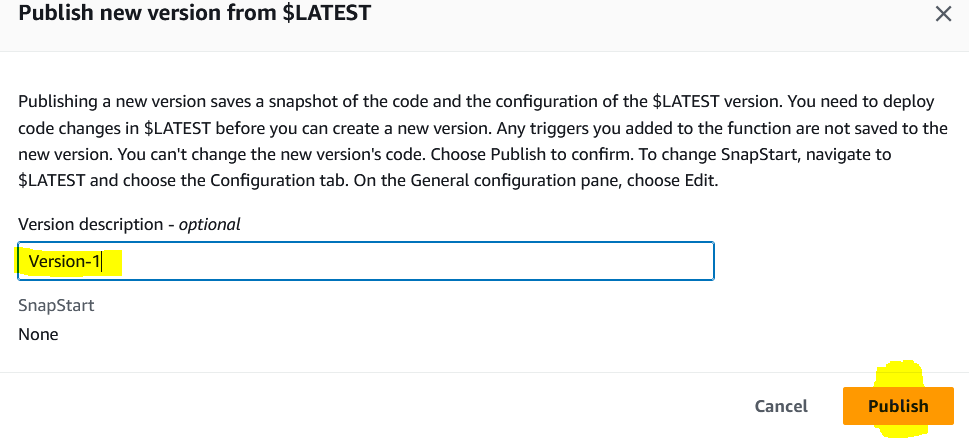 Publish new version from $LATEST
Publishing a new version saves a snapshot of the code and the configuration of the $LATEST version. You need to deploy
code changes in $LATEST before you can create a new version. Any triggers you added to the function are not saved to the
new version. You can't change the new version's code. Choose Publish to confirm. To change SnapStart, navigate to
$LATEST and choose the Configuration tab. On the General configuration pane, choose Edit.
Version description - optional
Version-1
SnapStart
None
Cancel Publish